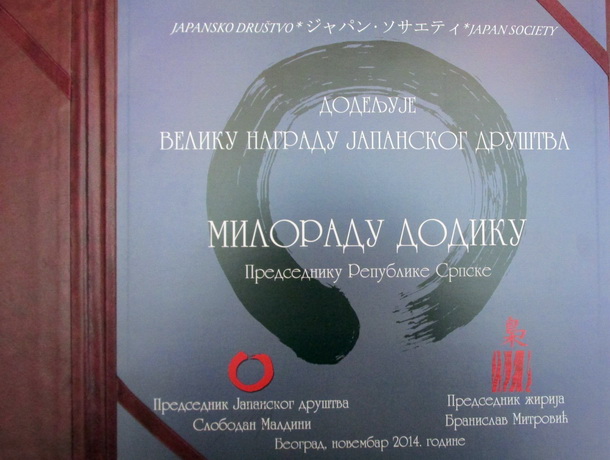 JAPANSKO DRUŠTVO * ジャパン・ソサエティ * JAPAN SOCIETY
ДОДЕЉУЈЕ
ВЕЛИКУ НАГРАДУ ЈАПАНСКОГ ДРУШТВА
МИЛОРАДУ ДОДИКУ
Председнику Републике Српске
Председник Јапанског друштва
Слободан Малдини
Председник жирија
Бранислав Митровић
Београд, новембар 2014. године